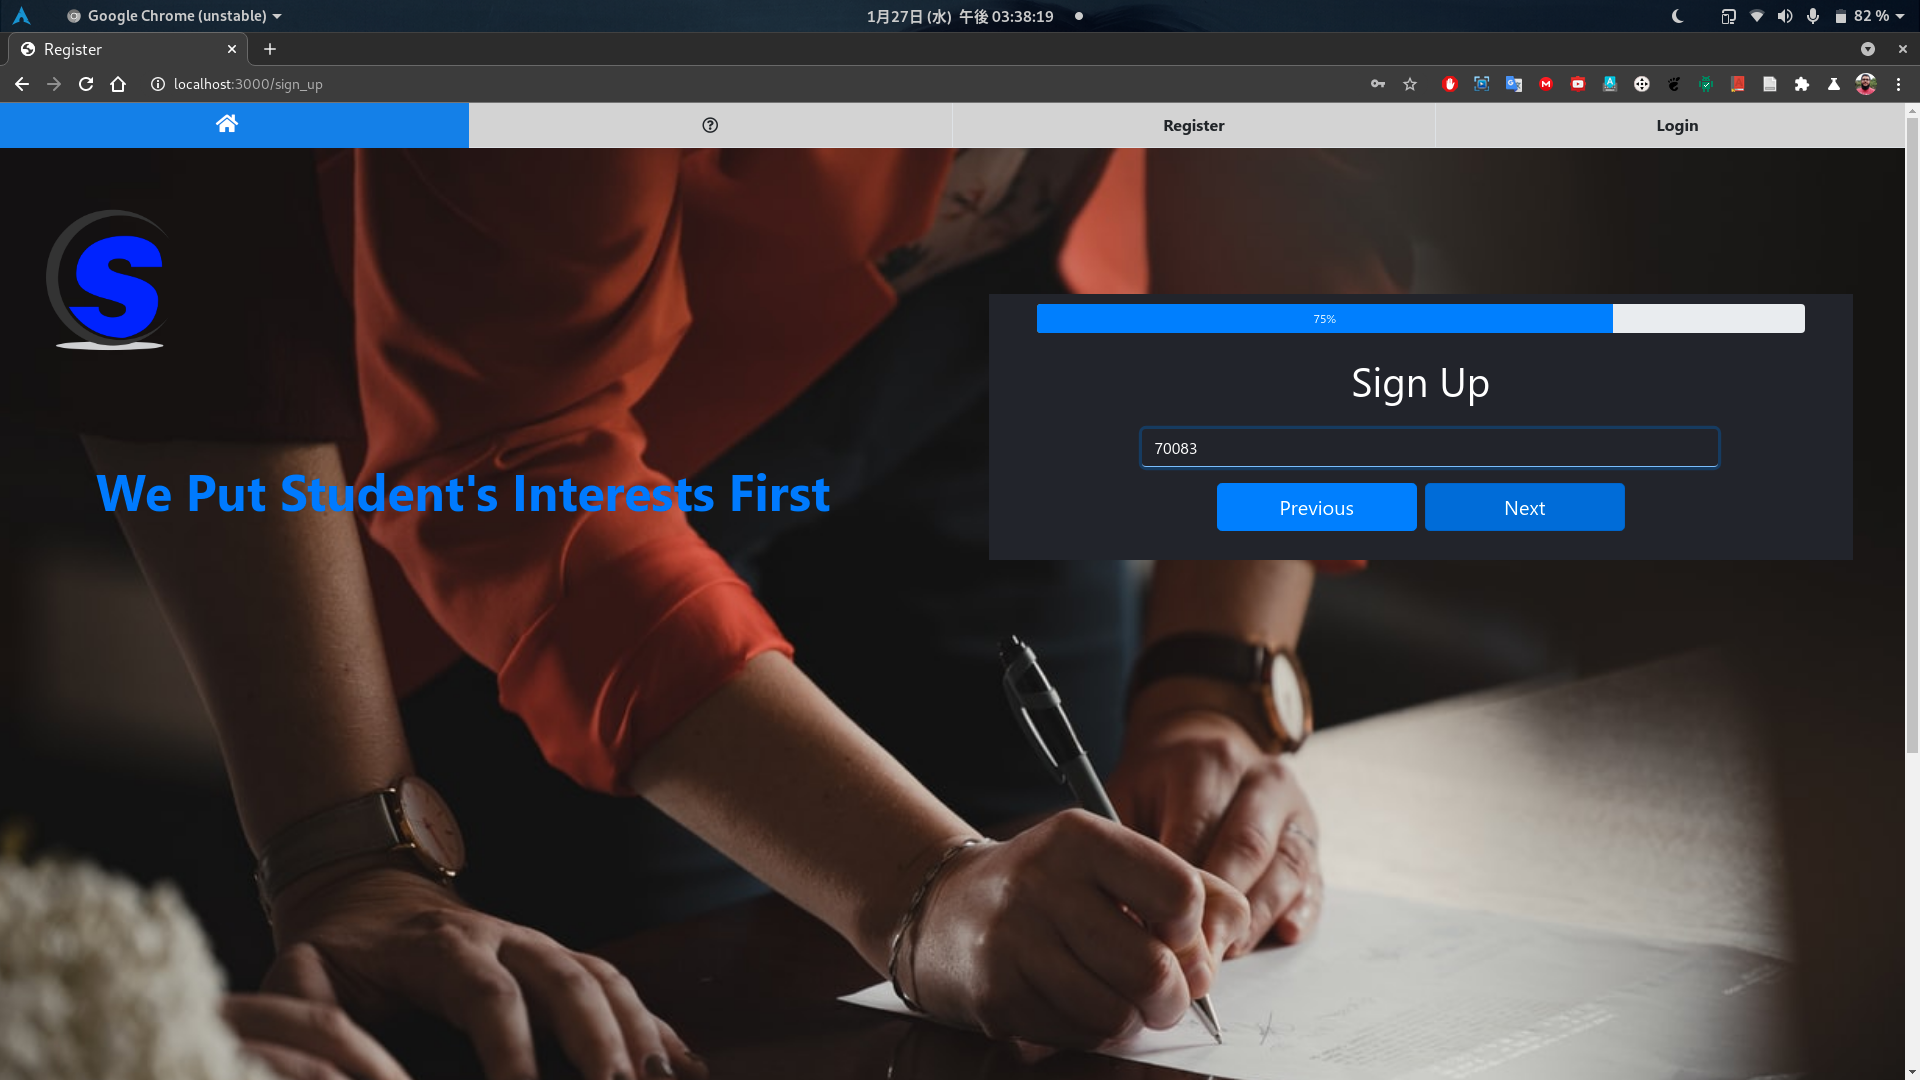 Google Chrome (unstable)
1月27日 (水) 午後 03:38:19
82 %
Register
localhost:3000/sign_up
Register
Login
S
75%
Sign Up
70083
We Put Student's Interests First
Previous
Next